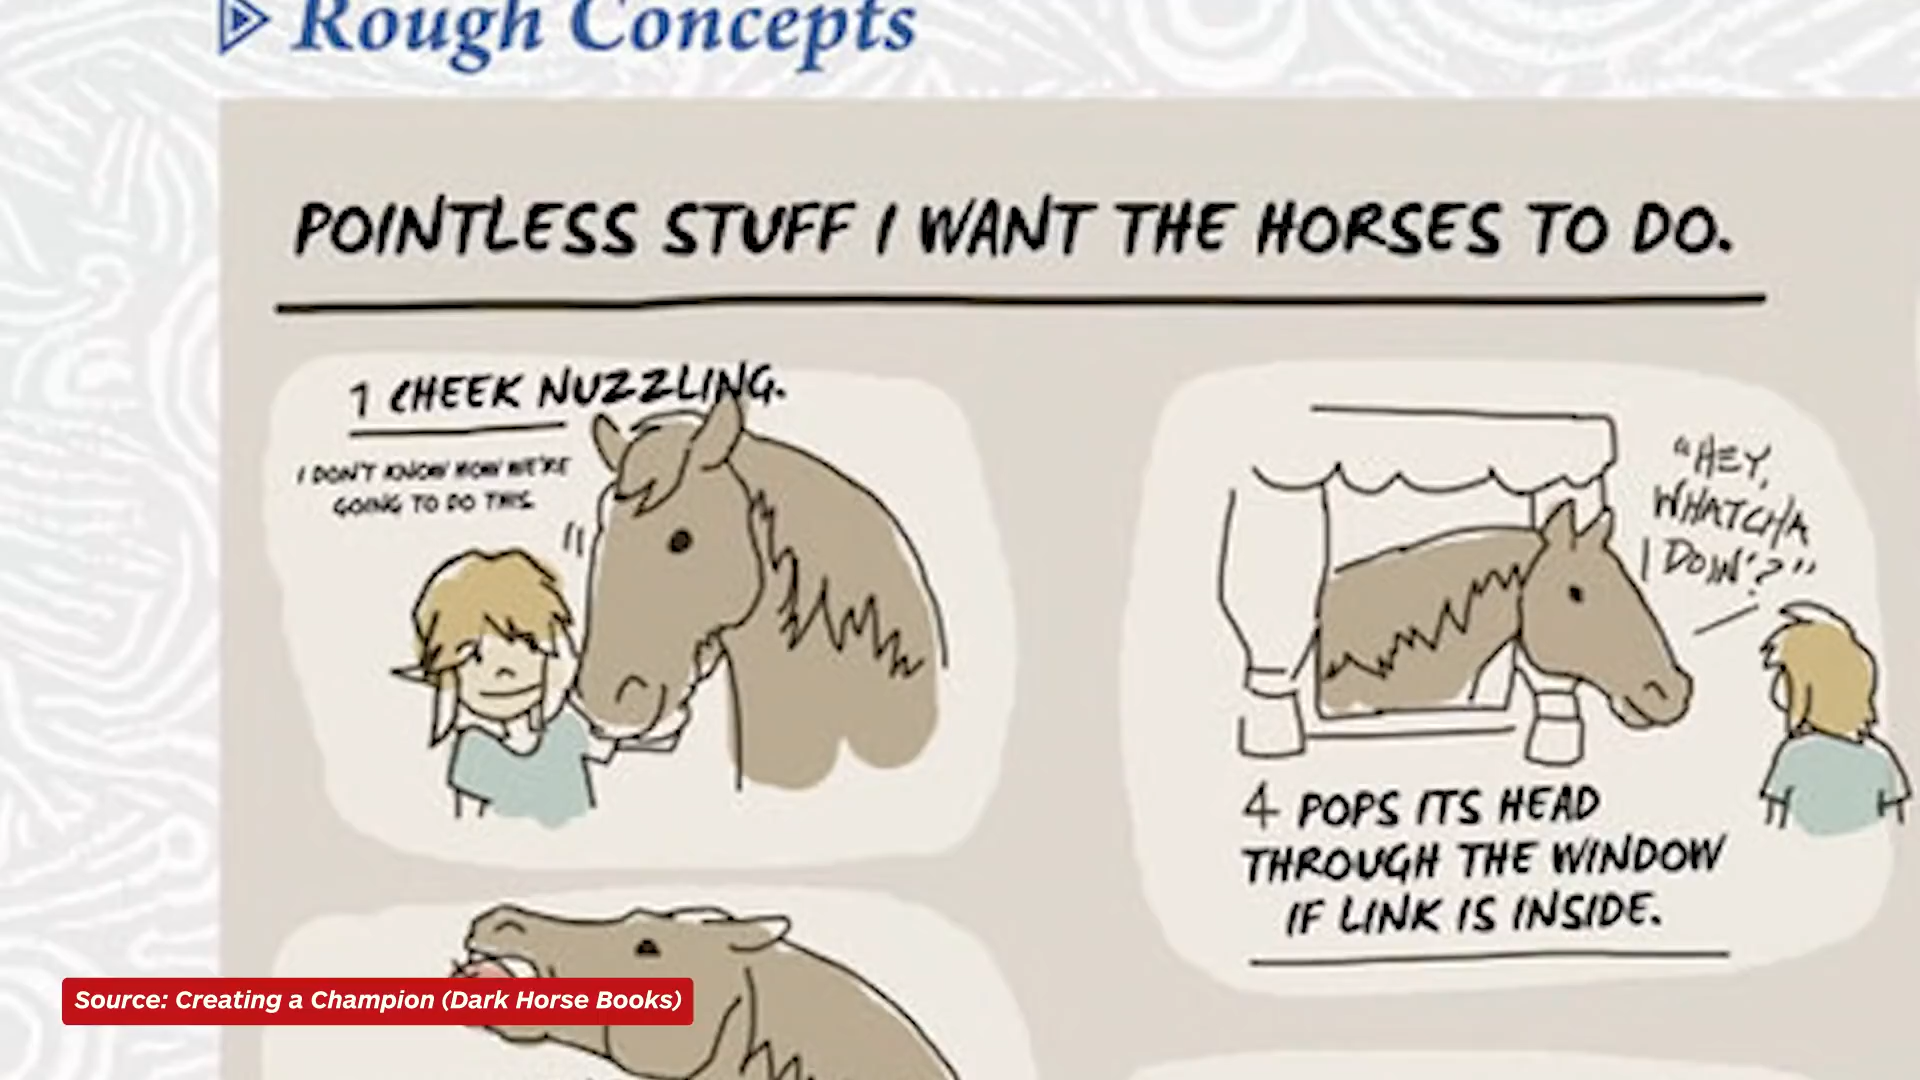 Rough Concepts
POINTLESS STUFF I WANT THE HORSES TO DO.
1 CHEEK NUZZLING.
I DON'T KNOW HOW WE'RE
GOING TO DO THIS.
"HEY,
WHATCHA
DOIN'?"
4 POPS ITS HEAD
THROUGH THE WINDOW
IF LINK IS INSIDE.
Source: Creating a Champion (Dark Horse Books)